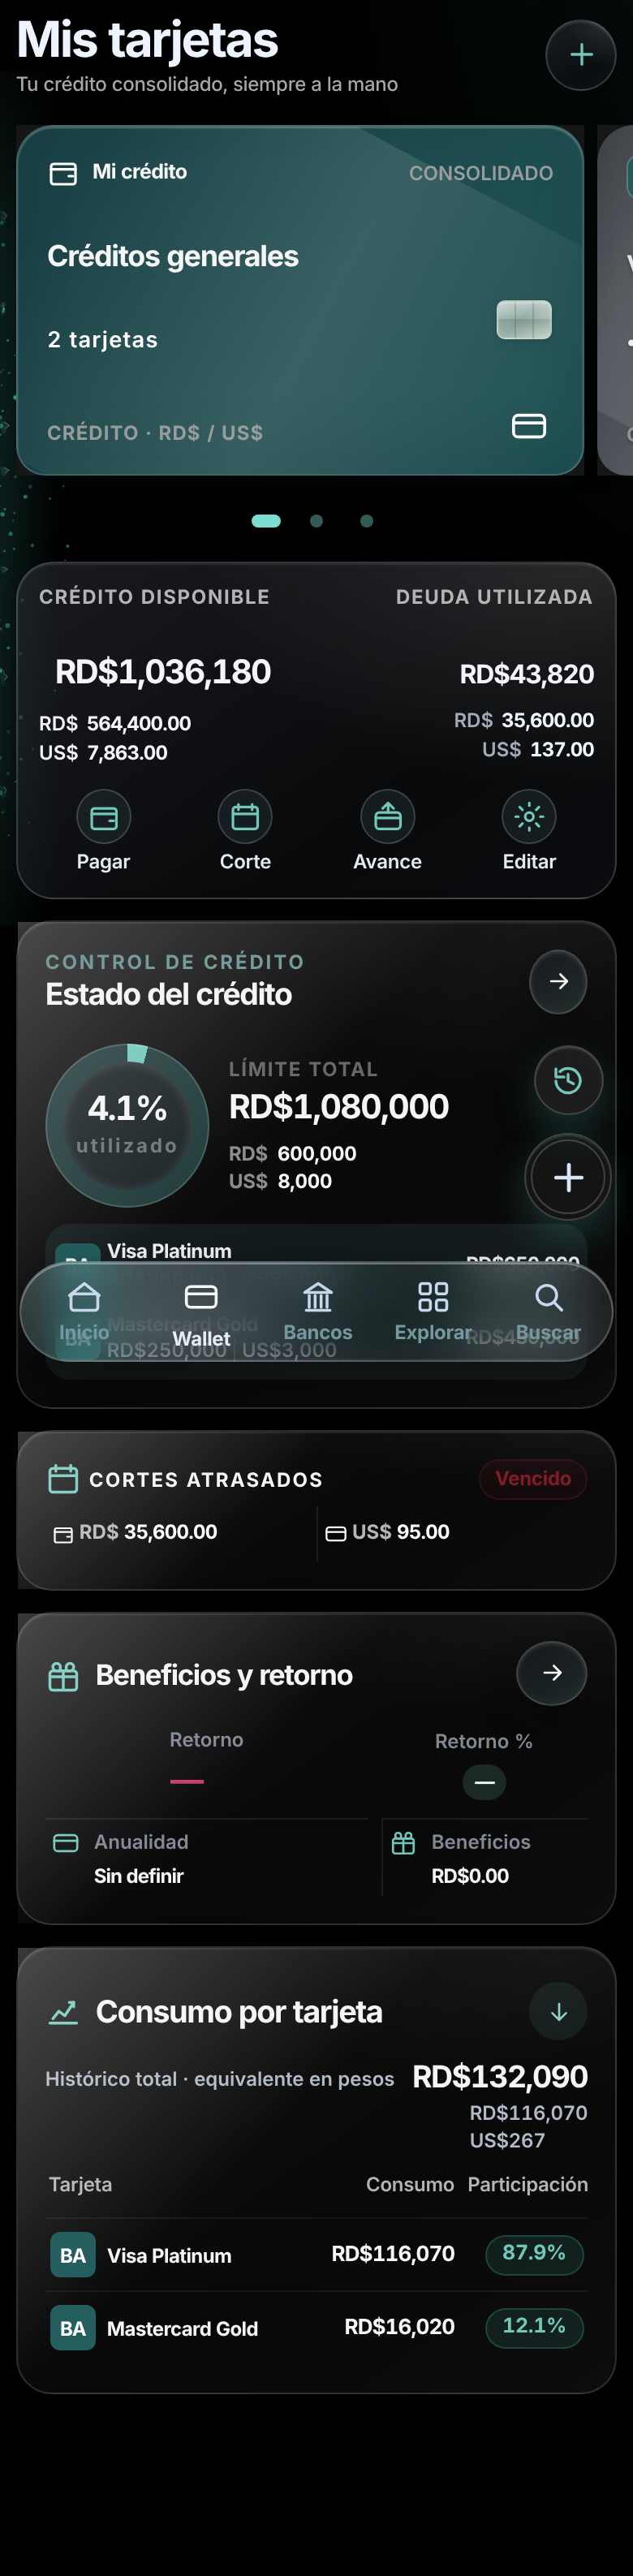 Mis tarjetas
Tu crédito consolidado, siempre a la mano
Mi crédito
CONSOLIDADO
Créditos generales
2 tarjetas
CRÉDITO · RD$ / US$
CRÉDITO DISPONIBLE
DEUDA UTILIZADA
RD$1,036,180
RD$43,820
RD$ 564,400.00
RD$ 35,600.00
US$ 7,863.00
US$ 137.00
Pagar
Corte
Avance
Editar
CONTROL DE CRÉDITO
Estado del crédito
4.1%
utilizado
LÍMITE TOTAL
RD$1,080,000
RD$ 600,000
US$ 8,000
Visa Platinum
BA
Mastercard Gold
RD$250,000 | US$3,000
Inicio
Wallet
Bancos
Explorar
Buscar
CORTES ATRASADOS
Vencido
RD$ 35,600.00
US$ 95.00
Beneficios y retorno
Retorno
Retorno %
—
—
Anualidad
Sin definir
Beneficios
RD$0.00
Consumo por tarjeta
Histórico total · equivalente en pesos
RD$132,090
RD$116,070
US$267
Tarjeta
Consumo
Participación
BA
Visa Platinum
RD$116,070
87.9%
BA
Mastercard Gold
RD$16,020
12.1%